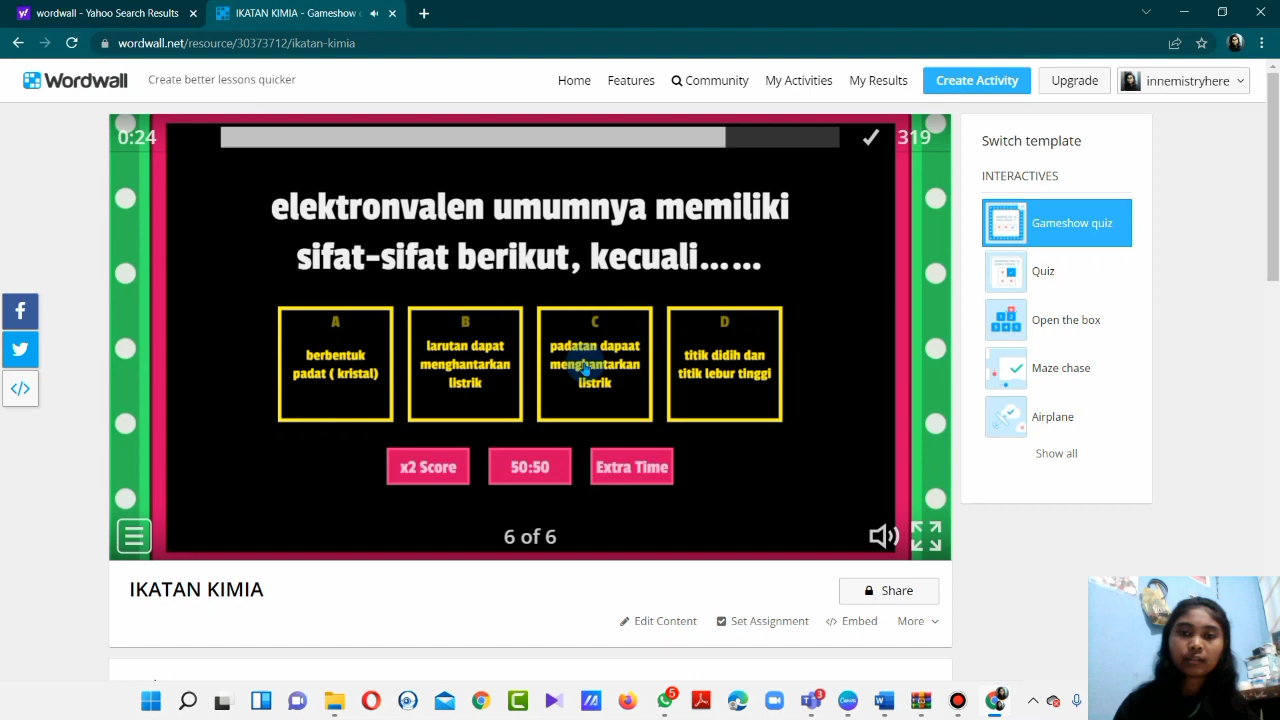 wordwall - Yahoo Search Results
IKATAN KIMIA - Gameshow
wordwall.net/resource/30373712/ikatan-kimia
Wordwall
Create better lessons quicker
Home
Features
Community
My Activities
My Results
Create Activity
Upgrade
innemistryhere
0:24
319
elektronvalen umumnya memiliki
sifat-sifat berikut, kecuali......
A
berbentuk
padat ( kristal)
B
larutan dapat
menghantarkan
listrik
C
padatan dapaat
menghantarkan
listrik
D
titik didih dan
titik lebur tinggi
x2 Score
50:50
Extra Time
6 of 6
Switch template
INTERACTIVES
Gameshow quiz
Quiz
Open the box
Maze chase
Airplane
Show all
IKATAN KIMIA
Share
Edit Content
Set Assignment
Embed
More
5
3